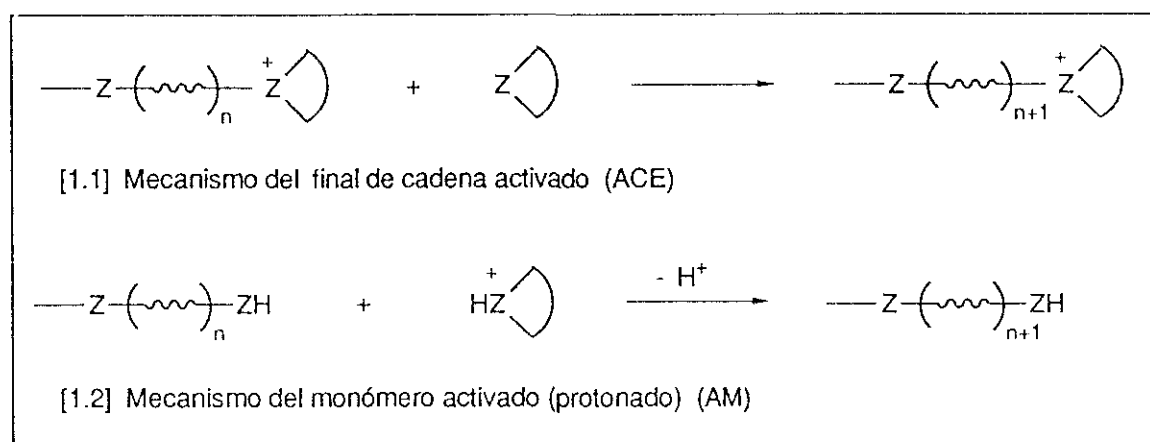 — Z —( )n — Z+ + Z → — Z —( )n+1 — Z+
[1.1] Mecanismo del final de cadena activado (ACE)
— Z —( )n — ZH + HZ+ - H+ → — Z —( )n+1 — ZH
[1.2] Mecanismo del monómero activado (protonado) (AM)